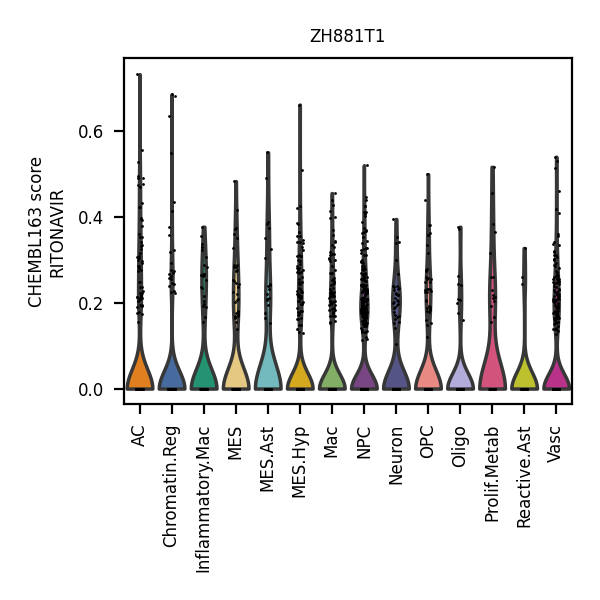 ZH881T1
CHEMBL163 score
RITONAVIR
0.6
0.4
0.2
0.0
AC
Chromatin.Reg
Inflammatory.Mac
MES
MES.Ast
MES.Hyp
Mac
NPC
Neuron
OPC
Oligo
Prolif.Metab
Reactive.Ast
Vasc